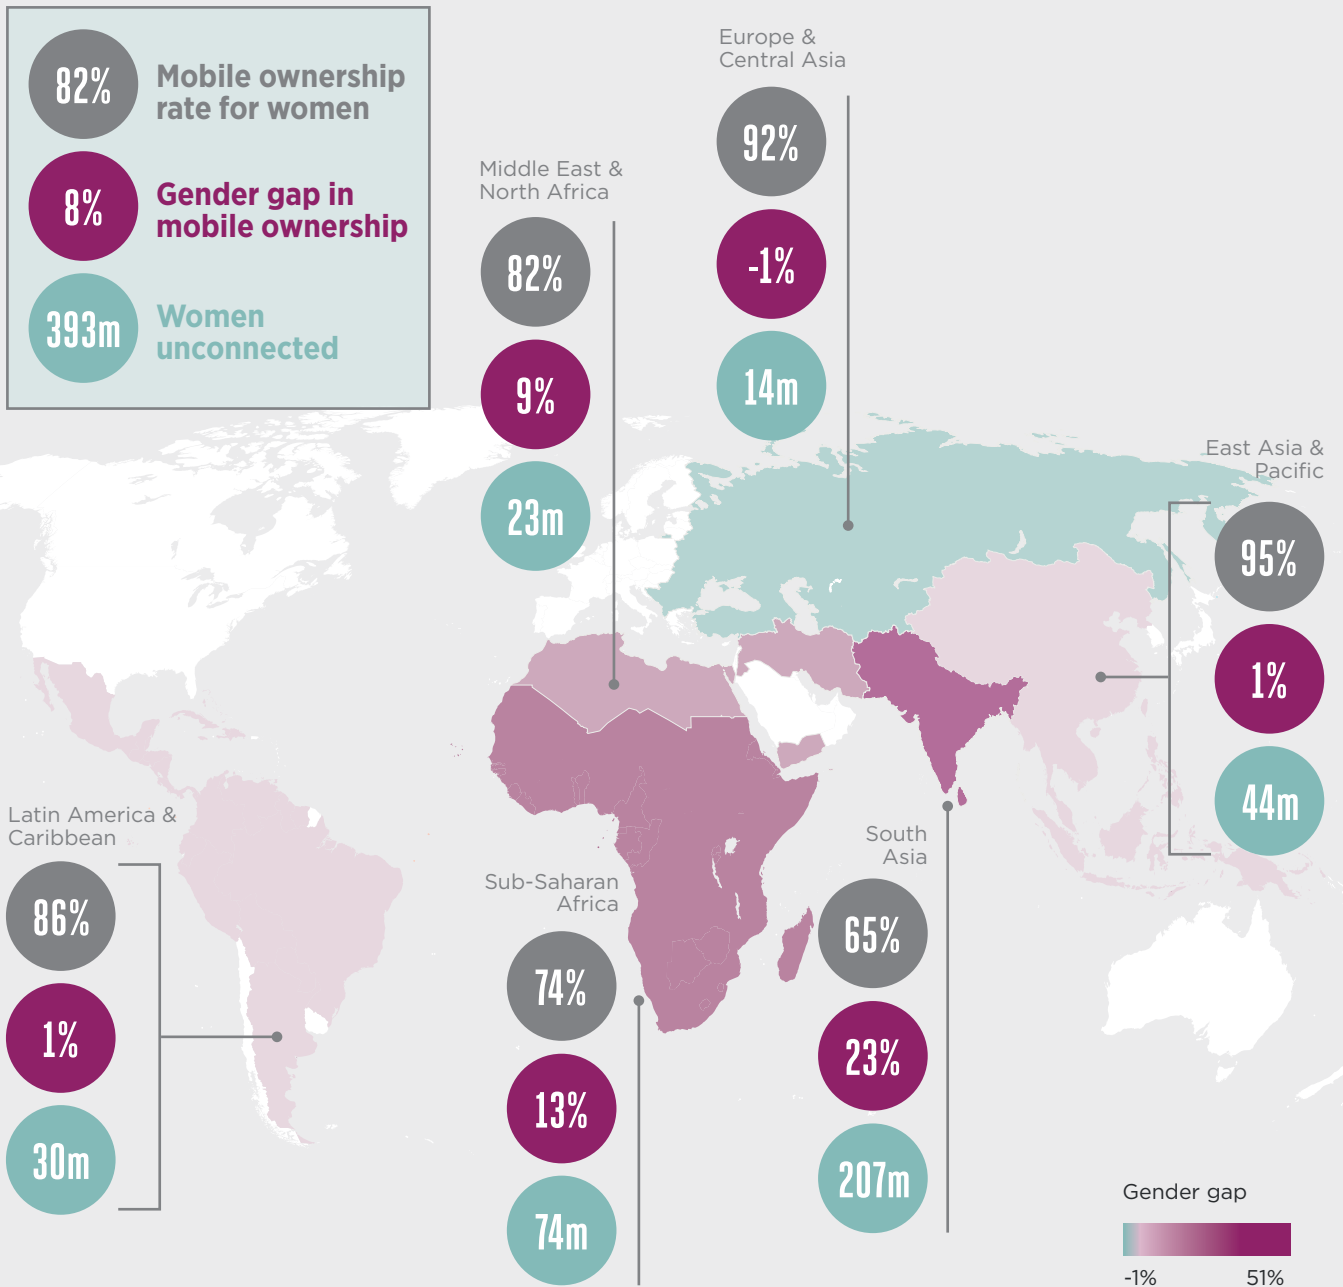 82%
Mobile ownership
rate for women
8%
Gender gap in
mobile ownership
393m
Women
unconnected
Europe &
Central Asia
92%
-1%
14m
Middle East &
North Africa
82%
9%
23m
East Asia &
Pacific
95%
1%
44m
Latin America &
Caribbean
86%
1%
30m
Sub-Saharan
Africa
74%
13%
74m
South
Asia
65%
23%
207m
Gender gap
-1% 51%